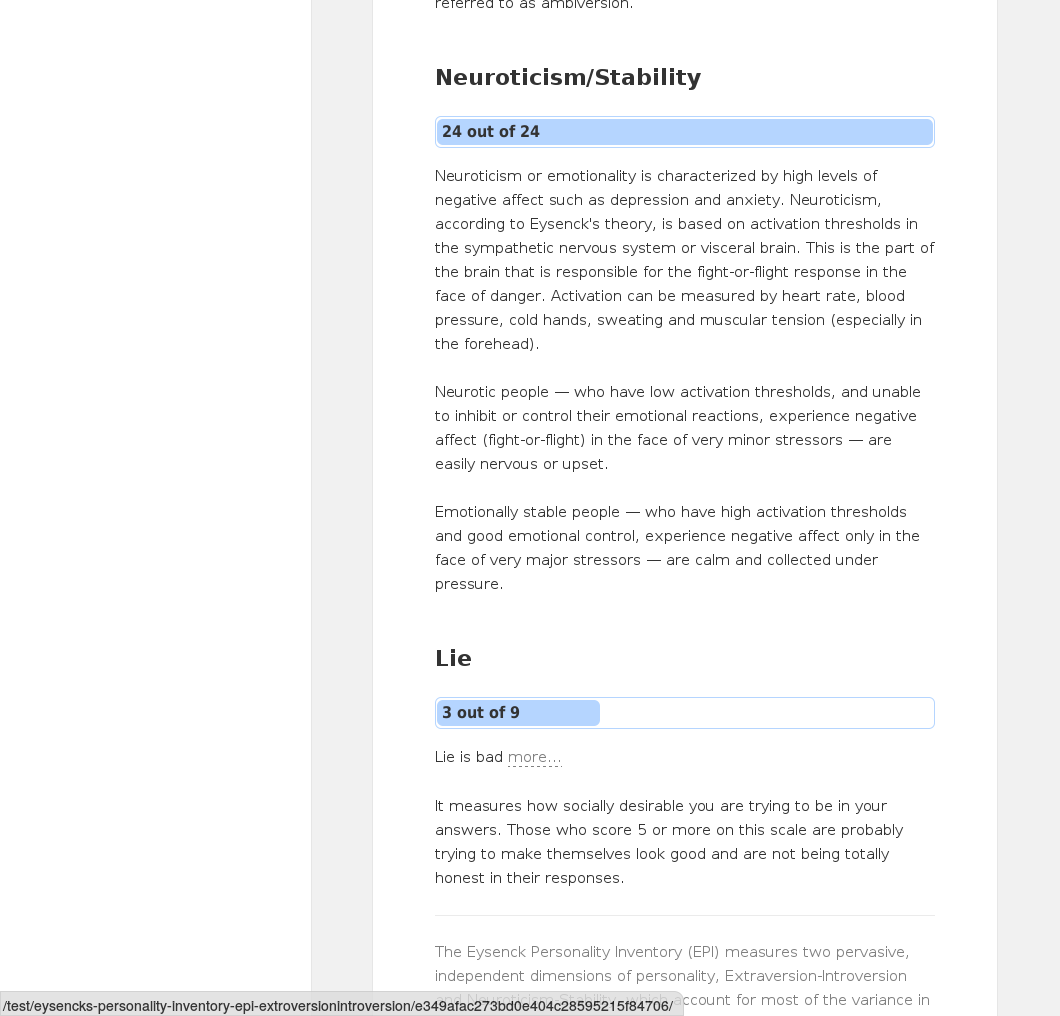 referred to as ambiversion.
Neuroticism/Stability
24 out of 24
Neuroticism or emotionality is characterized by high levels of
negative affect such as depression and anxiety. Neuroticism,
according to Eysenck's theory, is based on activation thresholds in
the sympathetic nervous system or visceral brain. This is the part of
the brain that is responsible for the fight-or-flight response in the
face of danger. Activation can be measured by heart rate, blood
pressure, cold hands, sweating and muscular tension (especially in
the forehead).
Neurotic people — who have low activation thresholds, and unable
to inhibit or control their emotional reactions, experience negative
affect (fight-or-flight) in the face of very minor stressors — are
easily nervous or upset.
Emotionally stable people — who have high activation thresholds
and good emotional control, experience negative affect only in the
face of very major stressors — are calm and collected under
pressure.
Lie
3 out of 9
Lie is bad more...
It measures how socially desirable you are trying to be in your
answers. Those who score 5 or more on this scale are probably
trying to make themselves look good and are not being totally
honest in their responses.
The Eysenck Personality Inventory (EPI) measures two pervasive,
independent dimensions of personality, Extraversion-Introversion
and Neuroticism-Stability, which account for most of the variance in
/test/eysencks-personality-inventory-epi-extroversionintroversion/e349afac273bd0e404c28595215f84706/